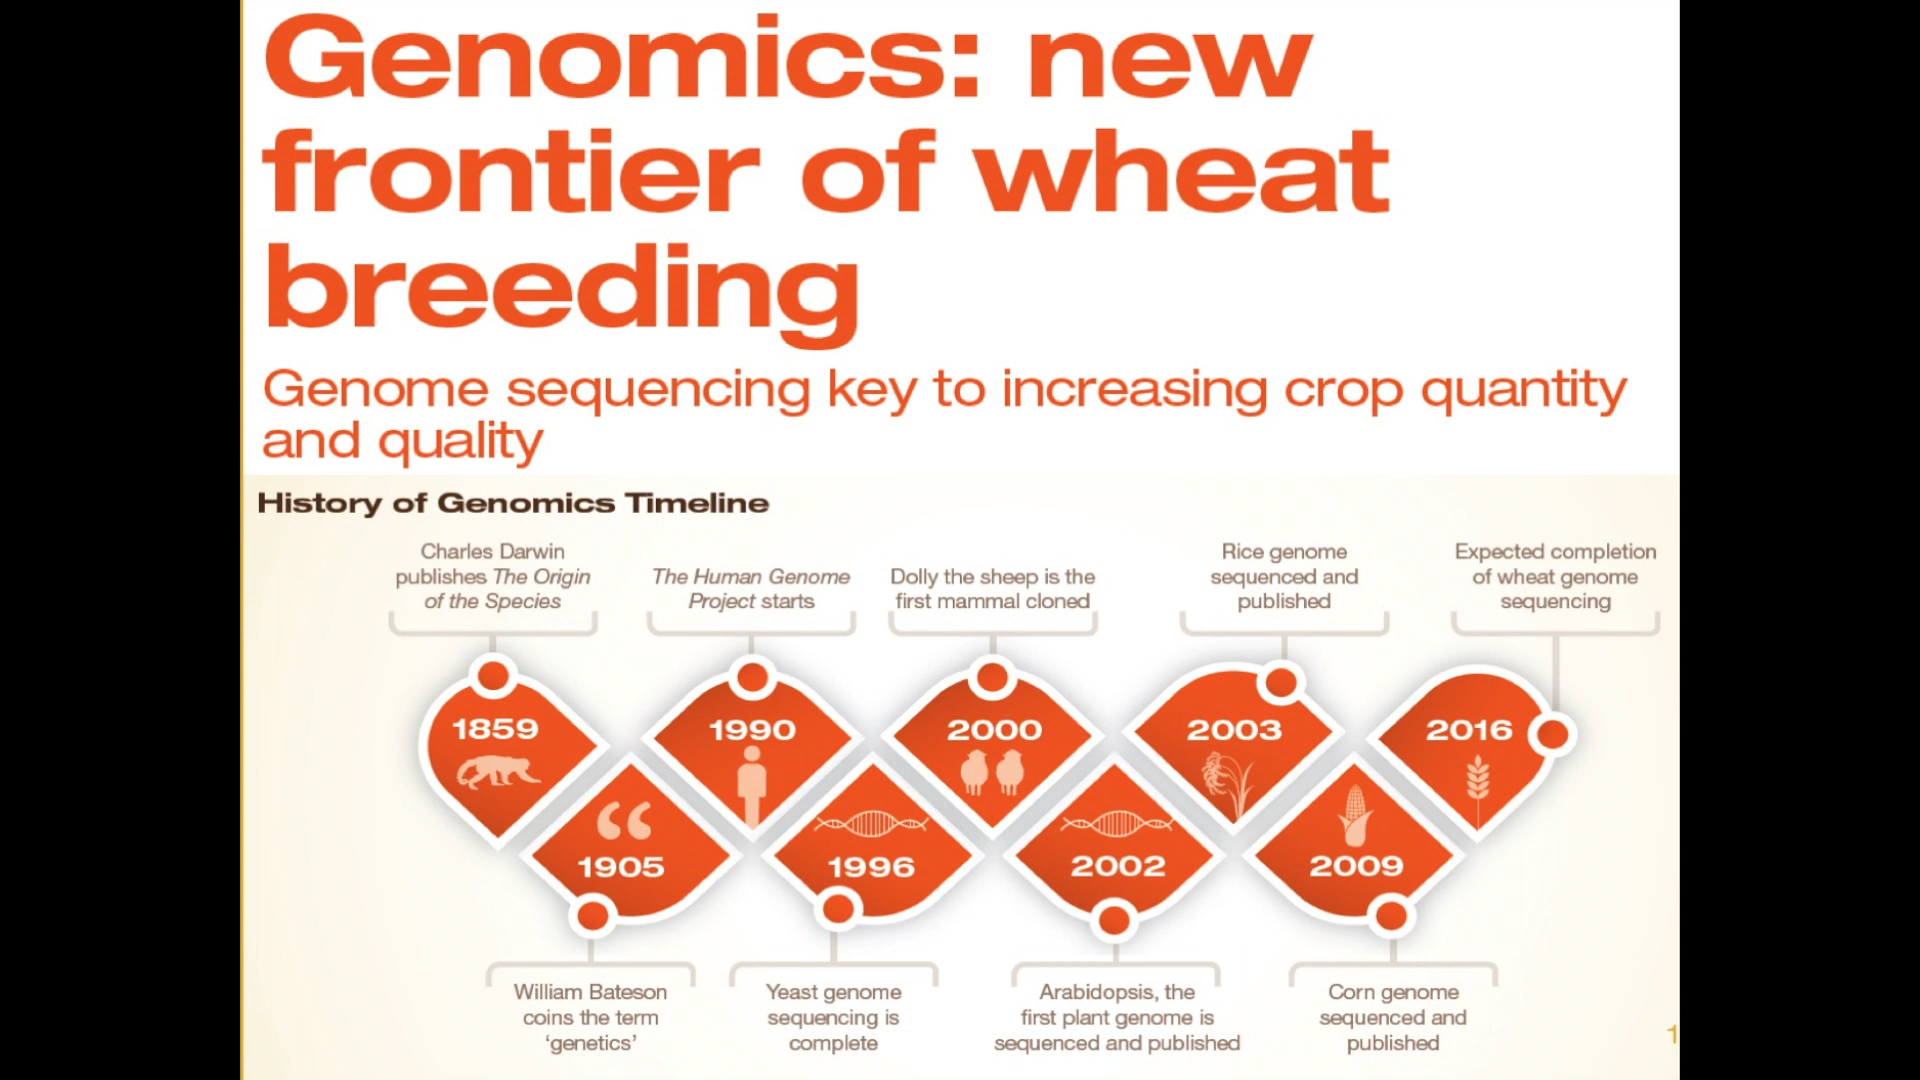 Genomics: new
frontier of wheat
breeding
Genome sequencing key to increasing crop quantity
and quality
History of Genomics Timeline
Charles Darwin
publishes The Origin
of the Species
The Human Genome
Project starts
Dolly the sheep is the
first mammal cloned
Rice genome
sequenced and
published
Expected completion
of wheat genome
sequencing
1859
1990
2000
2003
2016
1905
1996
2002
2009
William Bateson
coins the term
‘genetics’
Yeast genome
sequencing is
complete
Arabidopsis, the
first plant genome is
sequenced and published
Corn genome
sequenced and
published
1